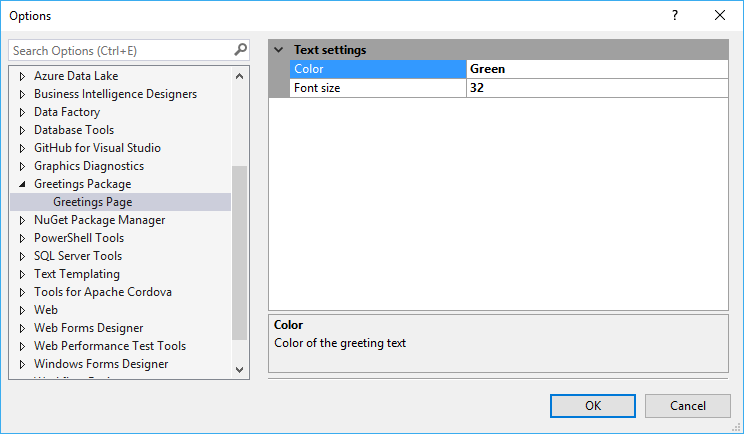 Options
?
Search Options (Ctrl+E)
Azure Data Lake
Business Intelligence Designers
Data Factory
Database Tools
GitHub for Visual Studio
Graphics Diagnostics
Greetings Package
Greetings Page
NuGet Package Manager
PowerShell Tools
SQL Server Tools
Text Templating
Tools for Apache Cordova
Web
Web Forms Designer
Web Performance Test Tools
Windows Forms Designer
Text settings
Color Green
Font size 32
Color
Color of the greeting text
OK Cancel